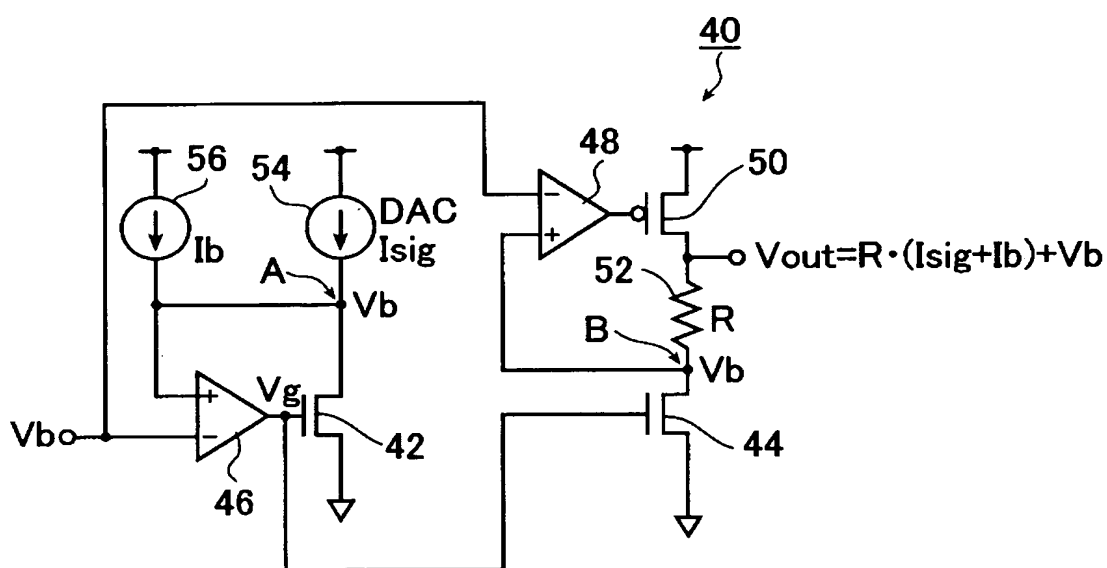 40
56
54
DAC
Ib
Isig
A
Vb
48
−
+
50
Vout=R·(Isig+Ib)+Vb
52
R
B
Vb
Vg
+
−
Vb
42
44
46